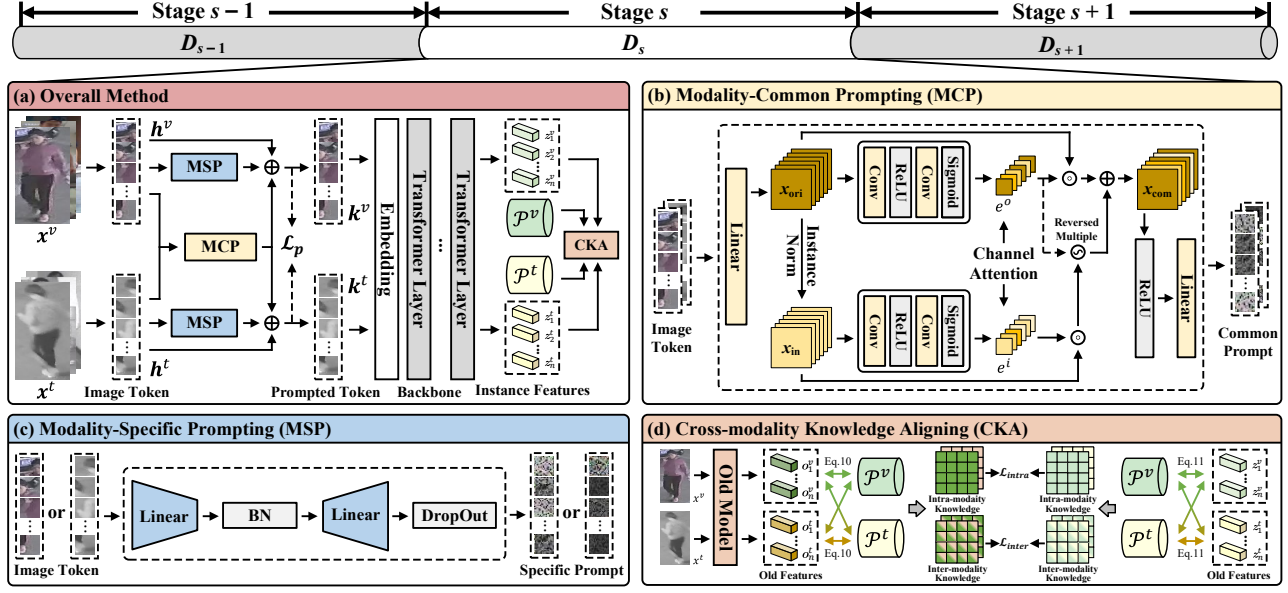 Stage s − 1
Stage s
Stage s + 1
D_{s−1}
D_s
D_{s+1}
(a) Overall Method
h^v
MSP
MCP
MSP
h^t
x^v
x^t
ℒ_p
k^v
k^t
Embedding
Transformer Layer
...
Transformer Layer
z_1^v
z_2^v
z_n^v
𝒫^v
𝒫^t
CKA
z_1^t
z_2^t
z_n^t
Image Token
Prompted Token
Backbone
Instance Features
(b) Modality-Common Prompting (MCP)
Image
Token
Linear
x_ori
Instance
Norm
x_in
Conv
ReLU
Conv
Sigmoid
e^o
Channel
Attention
Conv
ReLU
Conv
Sigmoid
e^i
Reversed
Multiple
x_com
ReLU
Linear
Common
Prompt
(c) Modality-Specific Prompting (MSP)
or
Linear
BN
Linear
DropOut
or
Image Token
Specific Prompt
(d) Cross-modality Knowledge Aligning (CKA)
x^v
x^t
Old Model
o_1^v
o_n^v
o_1^t
o_n^t
Old Features
Eq.10
Eq.10
𝒫^v
𝒫^t
Intra-modality
Knowledge
ℒ_intra
Intra-modality
Knowledge
Inter-modality
Knowledge
ℒ_inter
Inter-modality
Knowledge
𝒫^v
𝒫^t
Eq.11
Eq.11
z_1^v
z_n^v
z_1^t
z_n^t
Old Features